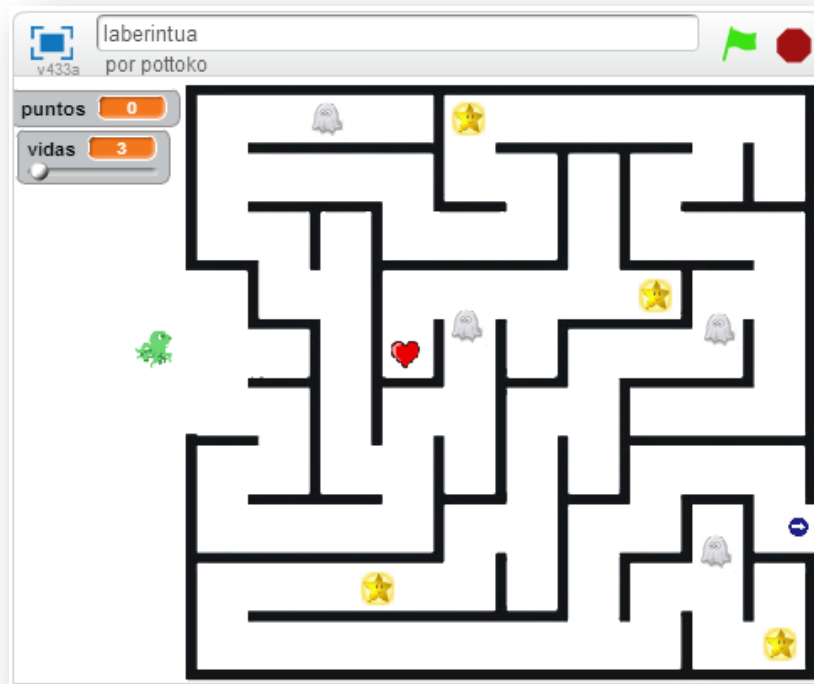 laberintua
v433a
por pottoko
puntos 0
vidas 3